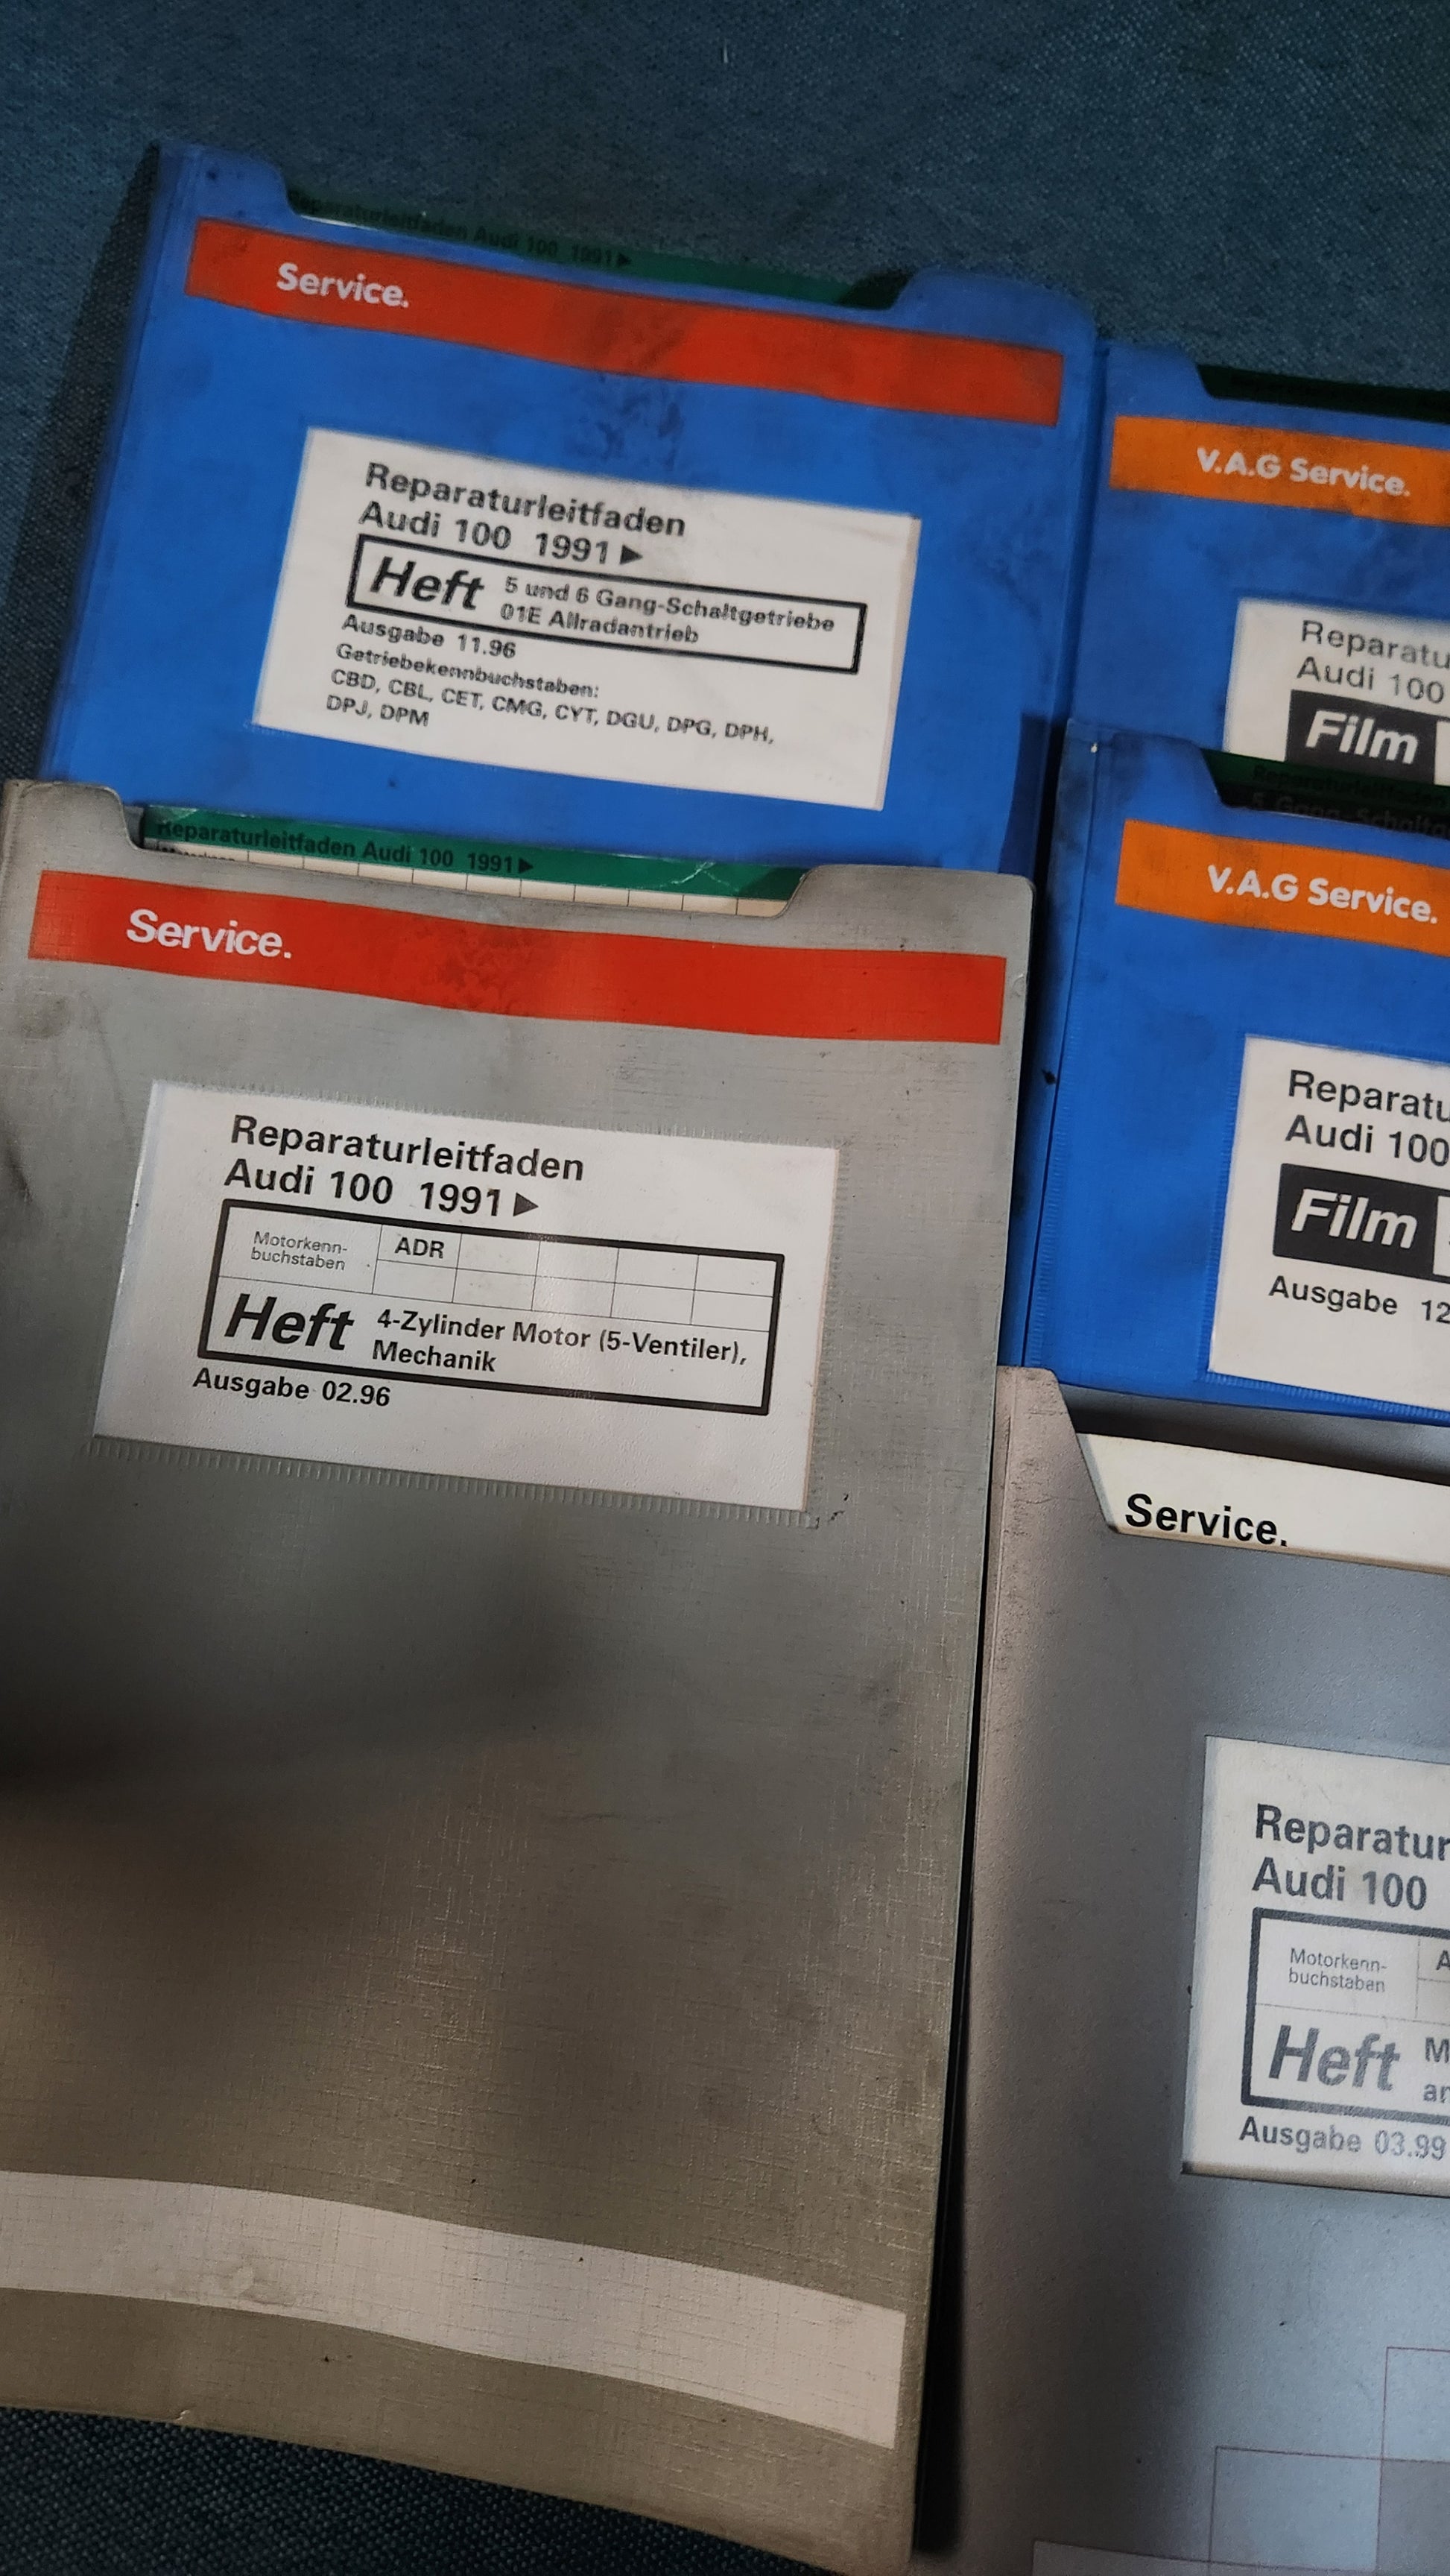 Reparaturleitfaden Audi 100 1991 ►
Service.
Reparaturleitfaden
Audi 100 1991 ►
Heft 5 und 6 Gang-Schaltgetriebe
01E Allradantrieb
Ausgabe 11.96
Getriebekennbuchstaben:
CBD, CBL, CET, CMG, CYT, DGU, DPG, DPH,
DPJ, DPM
V.A.G Service.
Reparatu
Audi 100
Film
Reparaturleitfaden Audi 100 1991 ►
Service.
Reparaturleitfaden
Audi 100 1991 ►
Motorkenn-
buchstaben
ADR
Heft 4-Zylinder Motor (5-Ventiler),
Mechanik
Ausgabe 02.96
Reparaturleitfaden
V.A.G Service.
Reparatu
Audi 100
Film
Ausgabe 12
Service.
Reparatur
Audi 100
Motorkenn-
buchstaben
A
Heft M
ar
Ausgabe 03.99